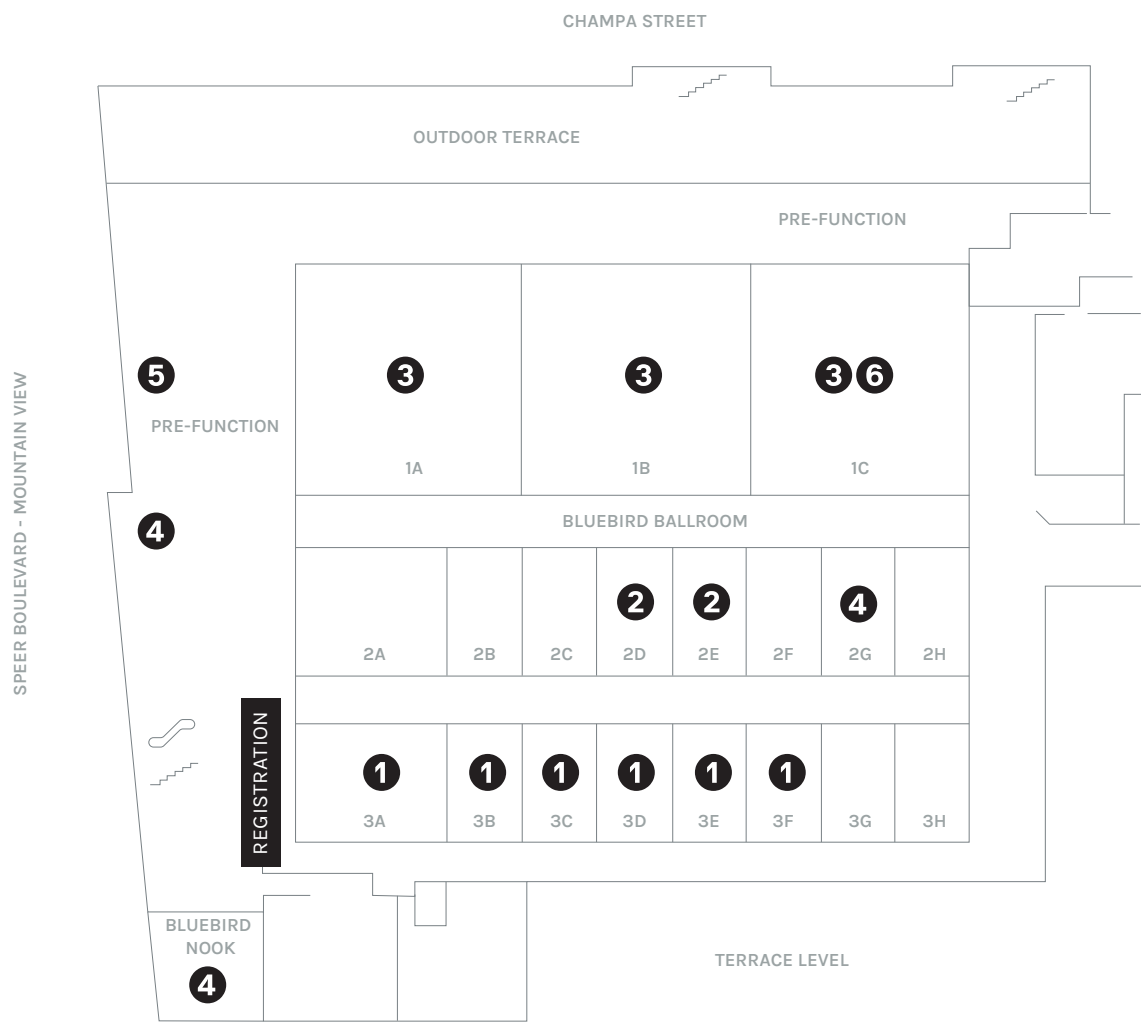 CHAMPA STREET
OUTDOOR TERRACE
PRE-FUNCTION
SPEER BOULEVARD - MOUNTAIN VIEW
5
3
3
3 6
PRE-FUNCTION
1A
1B
1C
4
BLUEBIRD BALLROOM
2
2
4
2A
2B
2C
2D
2E
2F
2G
2H
REGISTRATION
1
1
1
1
1
1
3A
3B
3C
3D
3E
3F
3G
3H
BLUEBIRD
NOOK
4
TERRACE LEVEL